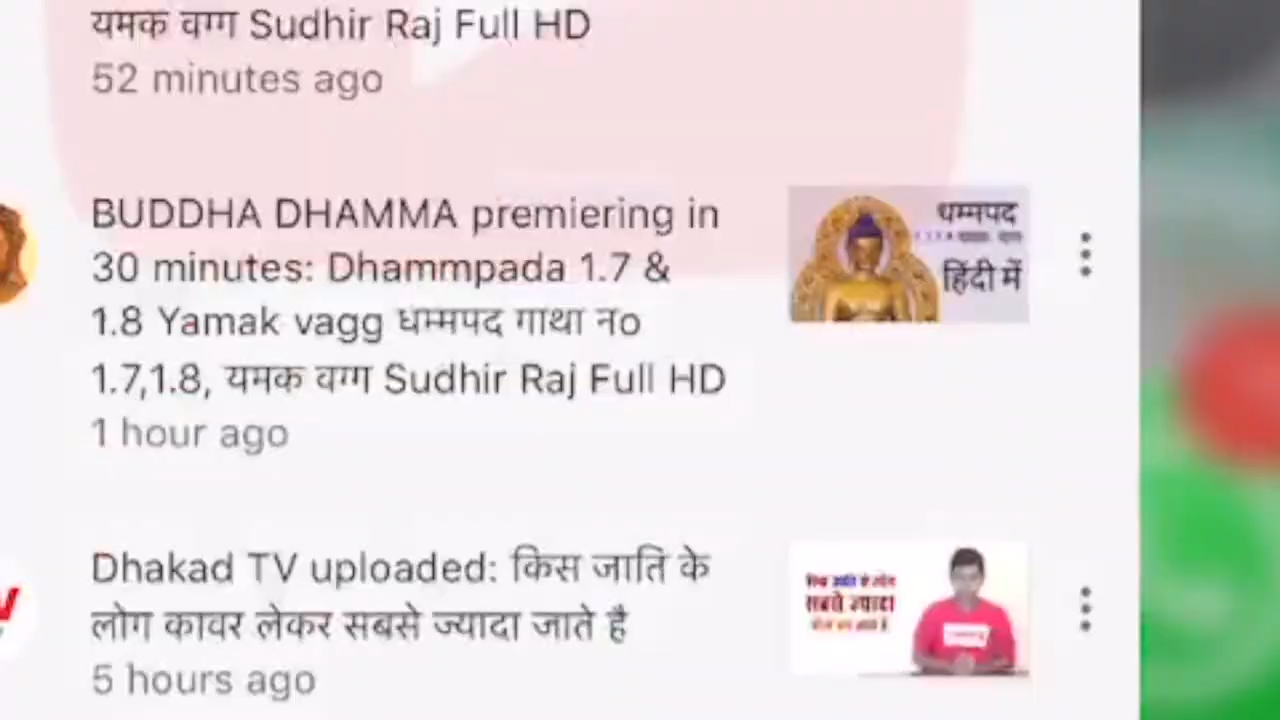 यमक वग्ग Sudhir Raj Full HD
52 minutes ago
BUDDHA DHAMMA premiering in
30 minutes: Dhammpada 1.7 &
1.8 Yamak vagg धम्मपद गाथा नo
1.7,1.8, यमक वग्ग Sudhir Raj Full HD
1 hour ago
धम्मपद
हिंदी में
Dhakad TV uploaded: किस जाति के
लोग कावर लेकर सबसे ज्यादा जाते है
5 hours ago
किस जाति के लोग
सबसे ज्यादा